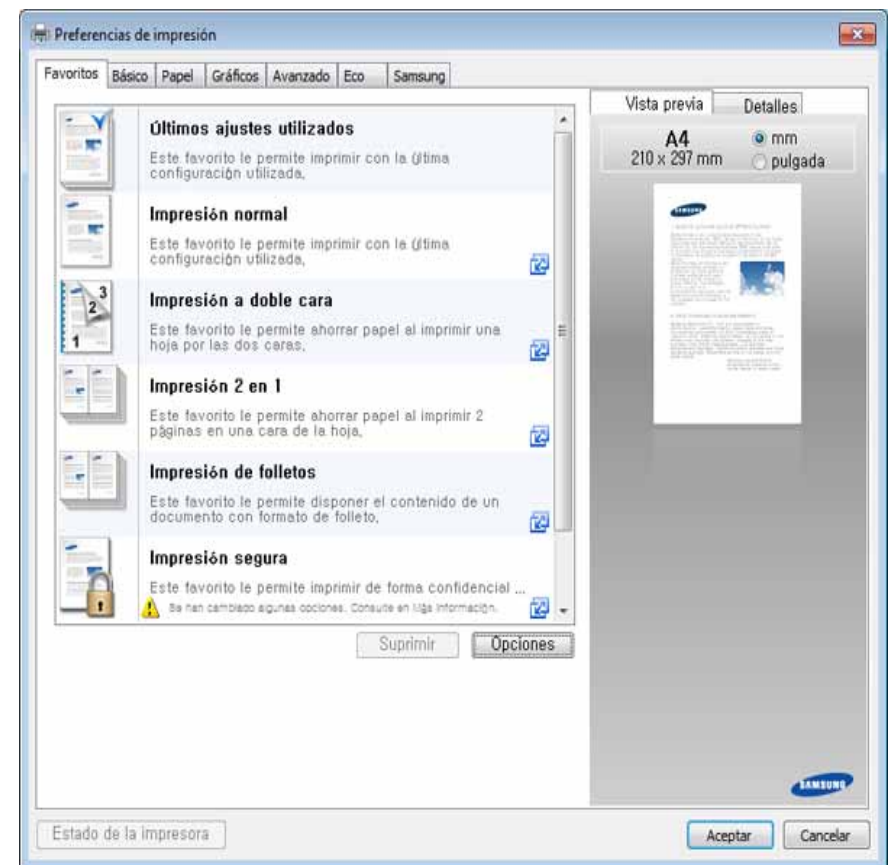 Preferencias de impresión
Favoritos Básico Papel Gráficos Avanzado Eco Samsung
Últimos ajustes utilizados
Este favorito le permite imprimir con la última
configuración utilizada.
Impresión normal
Este favorito le permite imprimir con la última
configuración utilizada.
Impresión a doble cara
Este favorito le permite ahorrar papel al imprimir una
hoja por las dos caras.
Impresión 2 en 1
Este favorito le permite ahorrar papel al imprimir 2
páginas en una cara de la hoja.
Impresión de folletos
Este favorito le permite disponer el contenido de un
documento con formato de folleto.
Impresión segura
Este favorito le permite imprimir de forma confidencial ...
Se han cambiado algunas opciones. Consulte en Más Información.
Suprimir Opciones
Vista previa Detalles
A4 mm
210 x 297 mm pulgada
SAMSUNG
1 2 3
SAMSUNG
Estado de la impresora Aceptar Cancelar